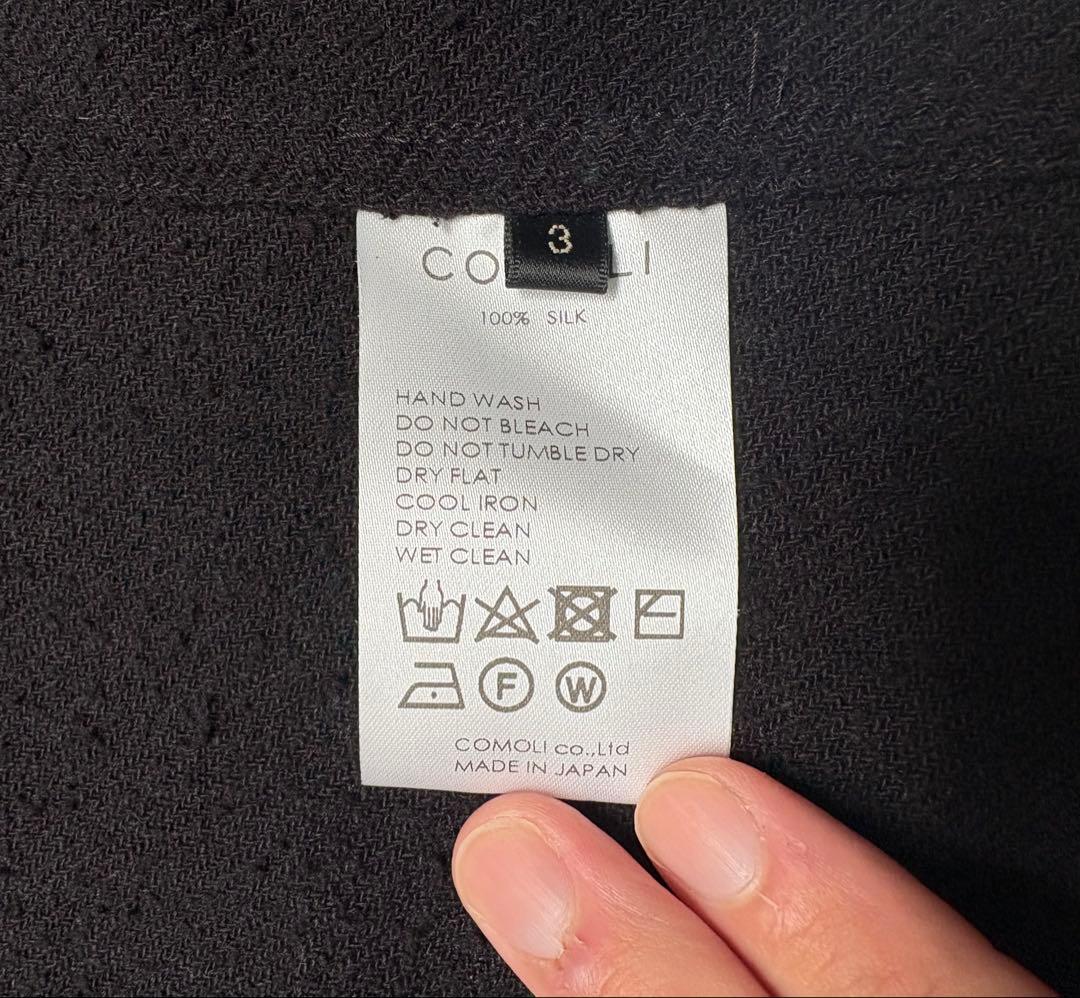 3
100% SILK
HAND WASH
DO NOT BLEACH
DO NOT TUMBLE DRY
DRY FLAT
COOL IRON
DRY CLEAN
WET CLEAN
F W
COMOLI co.,Ltd
MADE IN JAPAN